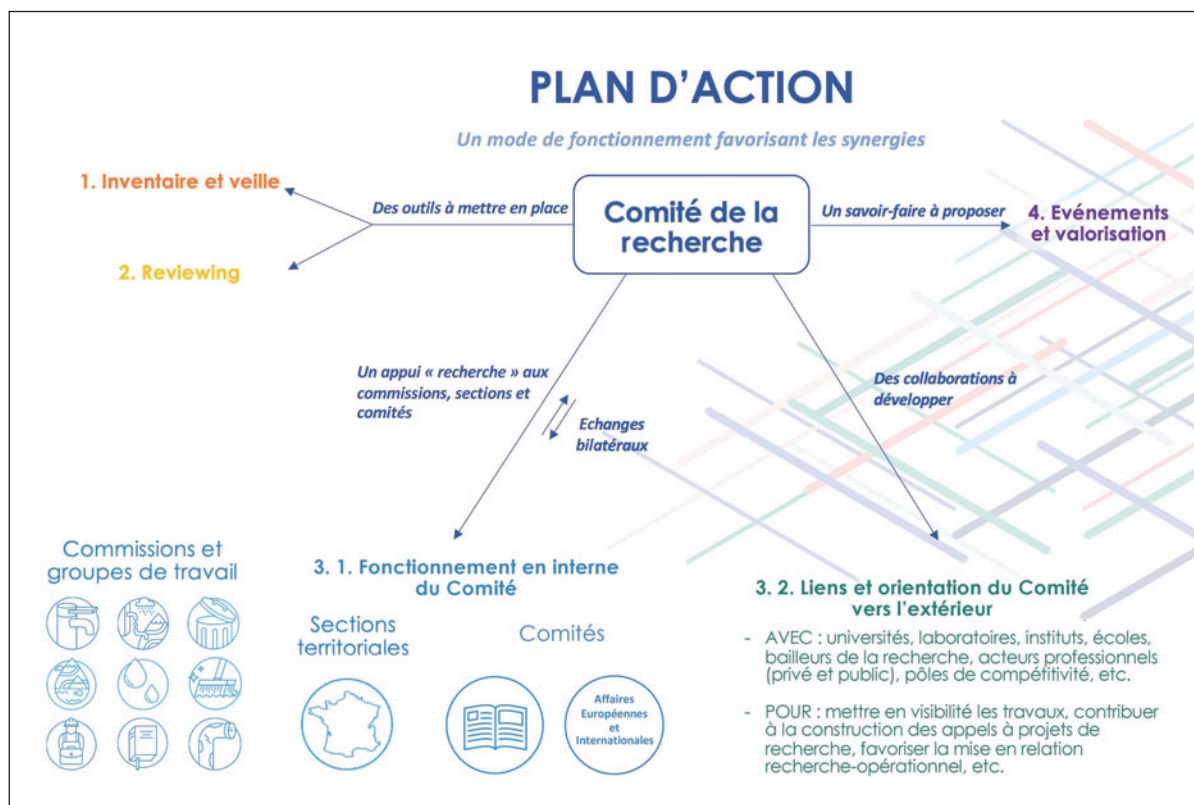 PLAN D'ACTION
Un mode de fonctionnement favorisant les synergies
1. Inventaire et veille
Des outils à mettre en place
2. Reviewing
Comité de la
recherche
Un savoir-faire à proposer
4. Evénements
et valorisation
Un appui « recherche » aux
commissions, sections et
comités
Echanges
bilatéraux
Des collaborations à
développer
Commissions et
groupes de travail
3. 1. Fonctionnement en interne
du Comité
Sections
territoriales
Comités
Affaires
Européennes
et
Internationales
3. 2. Liens et orientation du Comité
vers l'extérieur
- AVEC : universités, laboratoires, instituts, écoles,
bailleurs de la recherche, acteurs professionnels
(privé et public), pôles de compétitivité, etc.
- POUR : mettre en visibilité les travaux, contribuer
à la construction des appels à projets de
recherche, favoriser la mise en relation
recherche-opérationnel, etc.